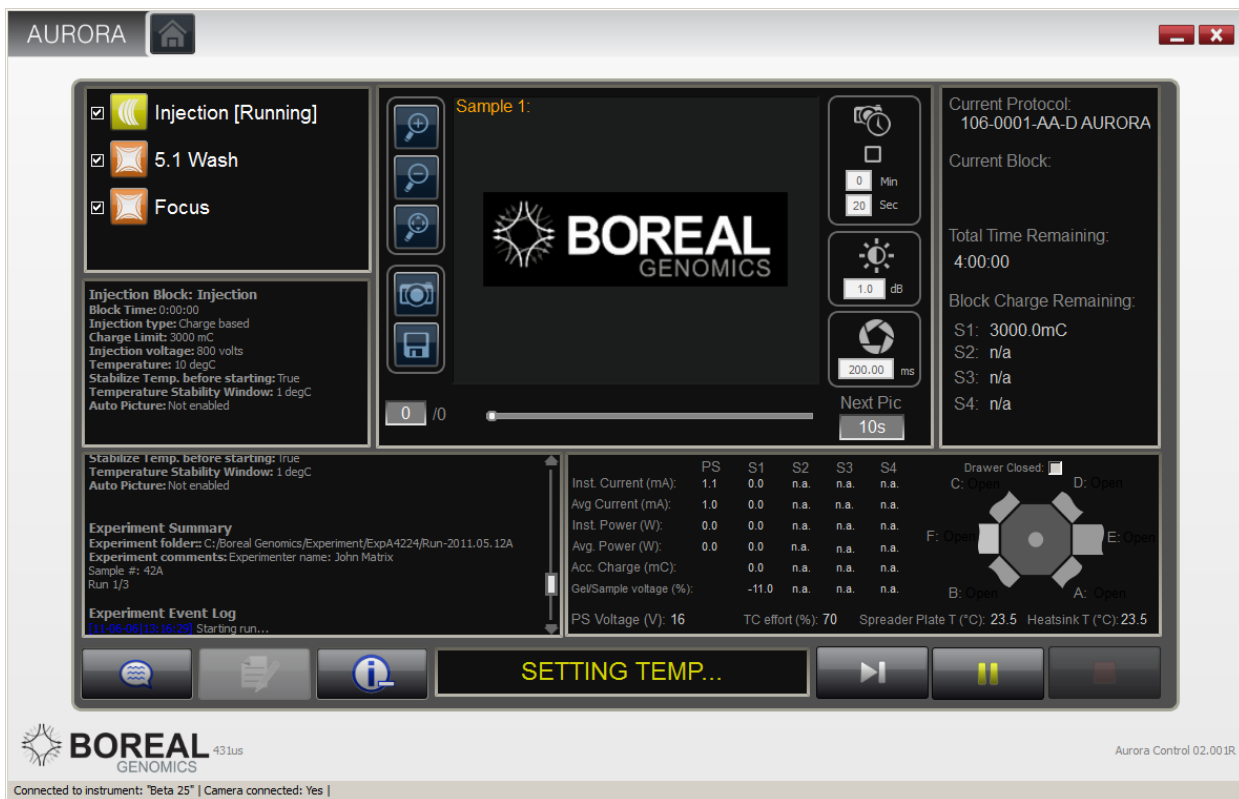 AURORA
Injection [Running]
5.1 Wash
Focus
Injection Block: Injection
Block Time: 0:00:00
Injection type: Charge based
Charge Limit: 3000 mC
Injection voltage: 800 volts
Temperature: 10 degC
Stabilize Temp. before starting: True
Temperature Stability Window: 1 degC
Auto Picture: Not enabled
Sample 1:
BOREAL
GENOMICS
0 /0
0 Min
20 Sec
1.0 dB
200.00 ms
Next Pic
10s
Current Protocol:
106-0001-AA-D AURORA
Current Block:
Total Time Remaining:
4:00:00
Block Charge Remaining:
S1: 3000.0mC
S2: n/a
S3: n/a
S4: n/a
Stabilize Temp. before starting: True
Temperature Stability Window: 1 degC
Auto Picture: Not enabled
Experiment Summary
Experiment folder:: C:/Boreal Genomics/Experiment/ExpA4224/Run-2011.05.12A
Experiment comments: Experimenter name: John Matrix
Sample #: 42A
Run 1/3
Experiment Event Log
[11-06-06|13:16:29] Starting run...
PS S1 S2 S3 S4
Inst. Current (mA): 1.1 0.0 n.a. n.a. n.a.
Avg Current (mA): 1.0 0.0 n.a. n.a. n.a.
Inst. Power (W): 0.0 0.0 n.a. n.a. n.a.
Avg. Power (W): 0.0 0.0 n.a. n.a. n.a.
Acc. Charge (mC): 0.0 n.a. n.a. n.a.
Gel/Sample voltage (%): -11.0 n.a. n.a. n.a.
PS Voltage (V): 16 TC effort (%): 70 Spreader Plate T (°C): 23.5 Heatsink T (°C): 23.5
Drawer Closed:
C: Open D: Open
F: Open E: Open
B: Open A: Open
SETTING TEMP...
BOREAL 431us
GENOMICS
Aurora Control 02.001R
Connected to instrument: "Beta 25" | Camera connected: Yes |